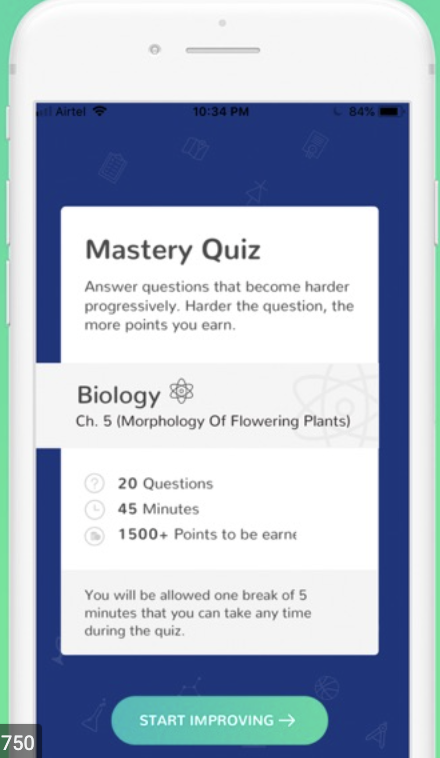 Airtel 10:34 PM 84%
Mastery Quiz
Answer questions that become harder
progressively. Harder the question, the
more points you earn.
Biology
Ch. 5 (Morphology Of Flowering Plants)
20 Questions
45 Minutes
1500+ Points to be earne
You will be allowed one break of 5
minutes that you can take any time
during the quiz.
START IMPROVING →
750